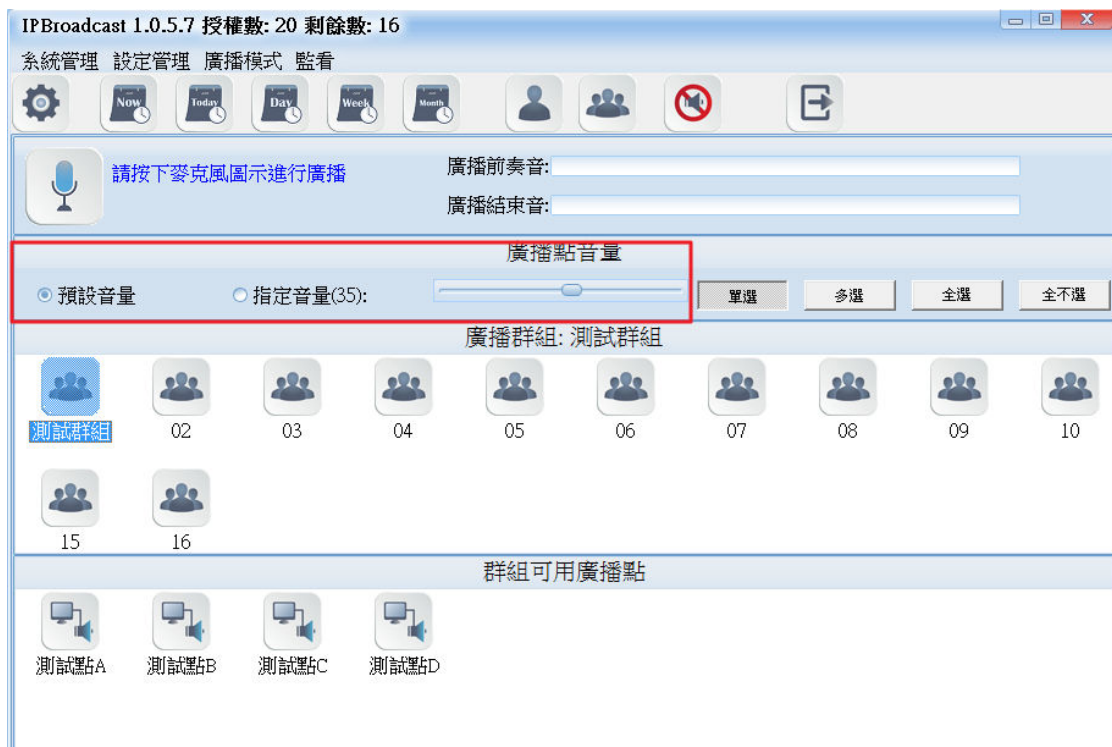 IPBroadcast 1.0.5.7 授權數: 20 剩餘數: 16
系統管理 設定管理 廣播模式 監看
Now Today Day Week Month
請按下麥克風圖示進行廣播
廣播前奏音:
廣播結束音:
廣播點音量
預設音量 指定音量(35): 單選 多選 全選 全不選
廣播群組: 測試群組
測試群組 02 03 04 05 06 07 08 09 10
15 16
群組可用廣播點
測試點A 測試點B 測試點C 測試點D